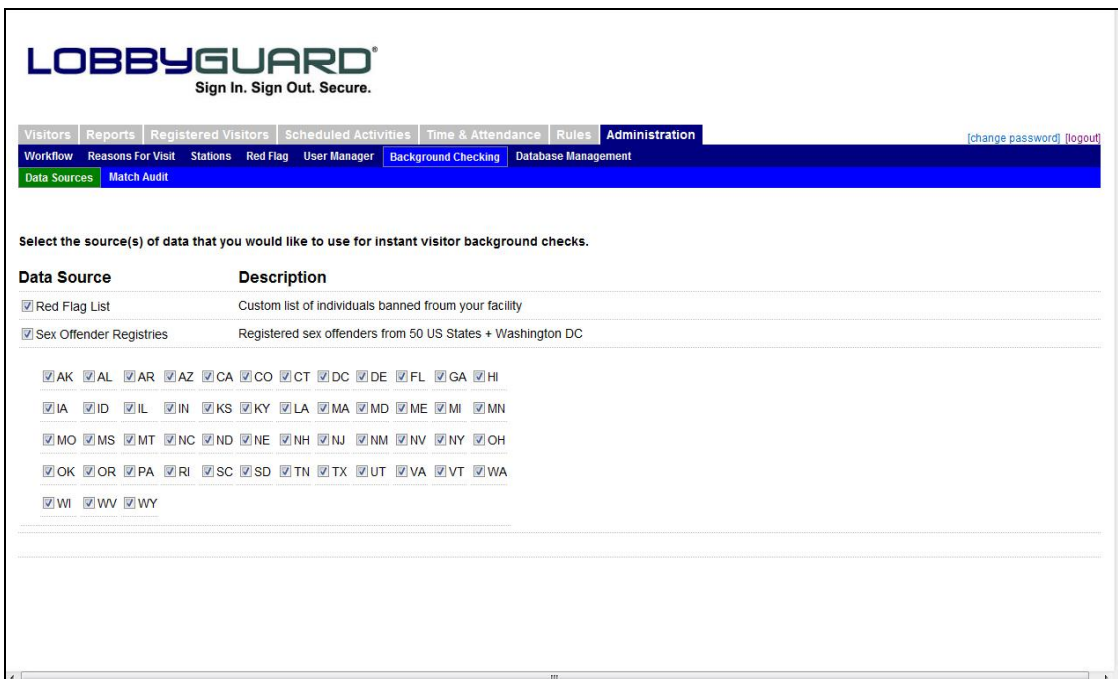 LOBBYGUARD®
Sign In. Sign Out. Secure.
Visitors Reports Registered Visitors Scheduled Activities Time & Attendance Rules Administration [change password] [logout]
Workflow Reasons For Visit Stations Red Flag User Manager Background Checking Database Management
Data Sources Match Audit
Select the source(s) of data that you would like to use for instant visitor background checks.
Data Source Description
Red Flag List Custom list of individuals banned froum your facility
Sex Offender Registries Registered sex offenders from 50 US States + Washington DC
AK AL AR AZ CA CO CT DC DE FL GA HI
IA ID IL IN KS KY LA MA MD ME MI MN
MO MS MT NC ND NE NH NJ NM NV NY OH
OK OR PA RI SC SD TN TX UT VA VT WA
WI WV WY